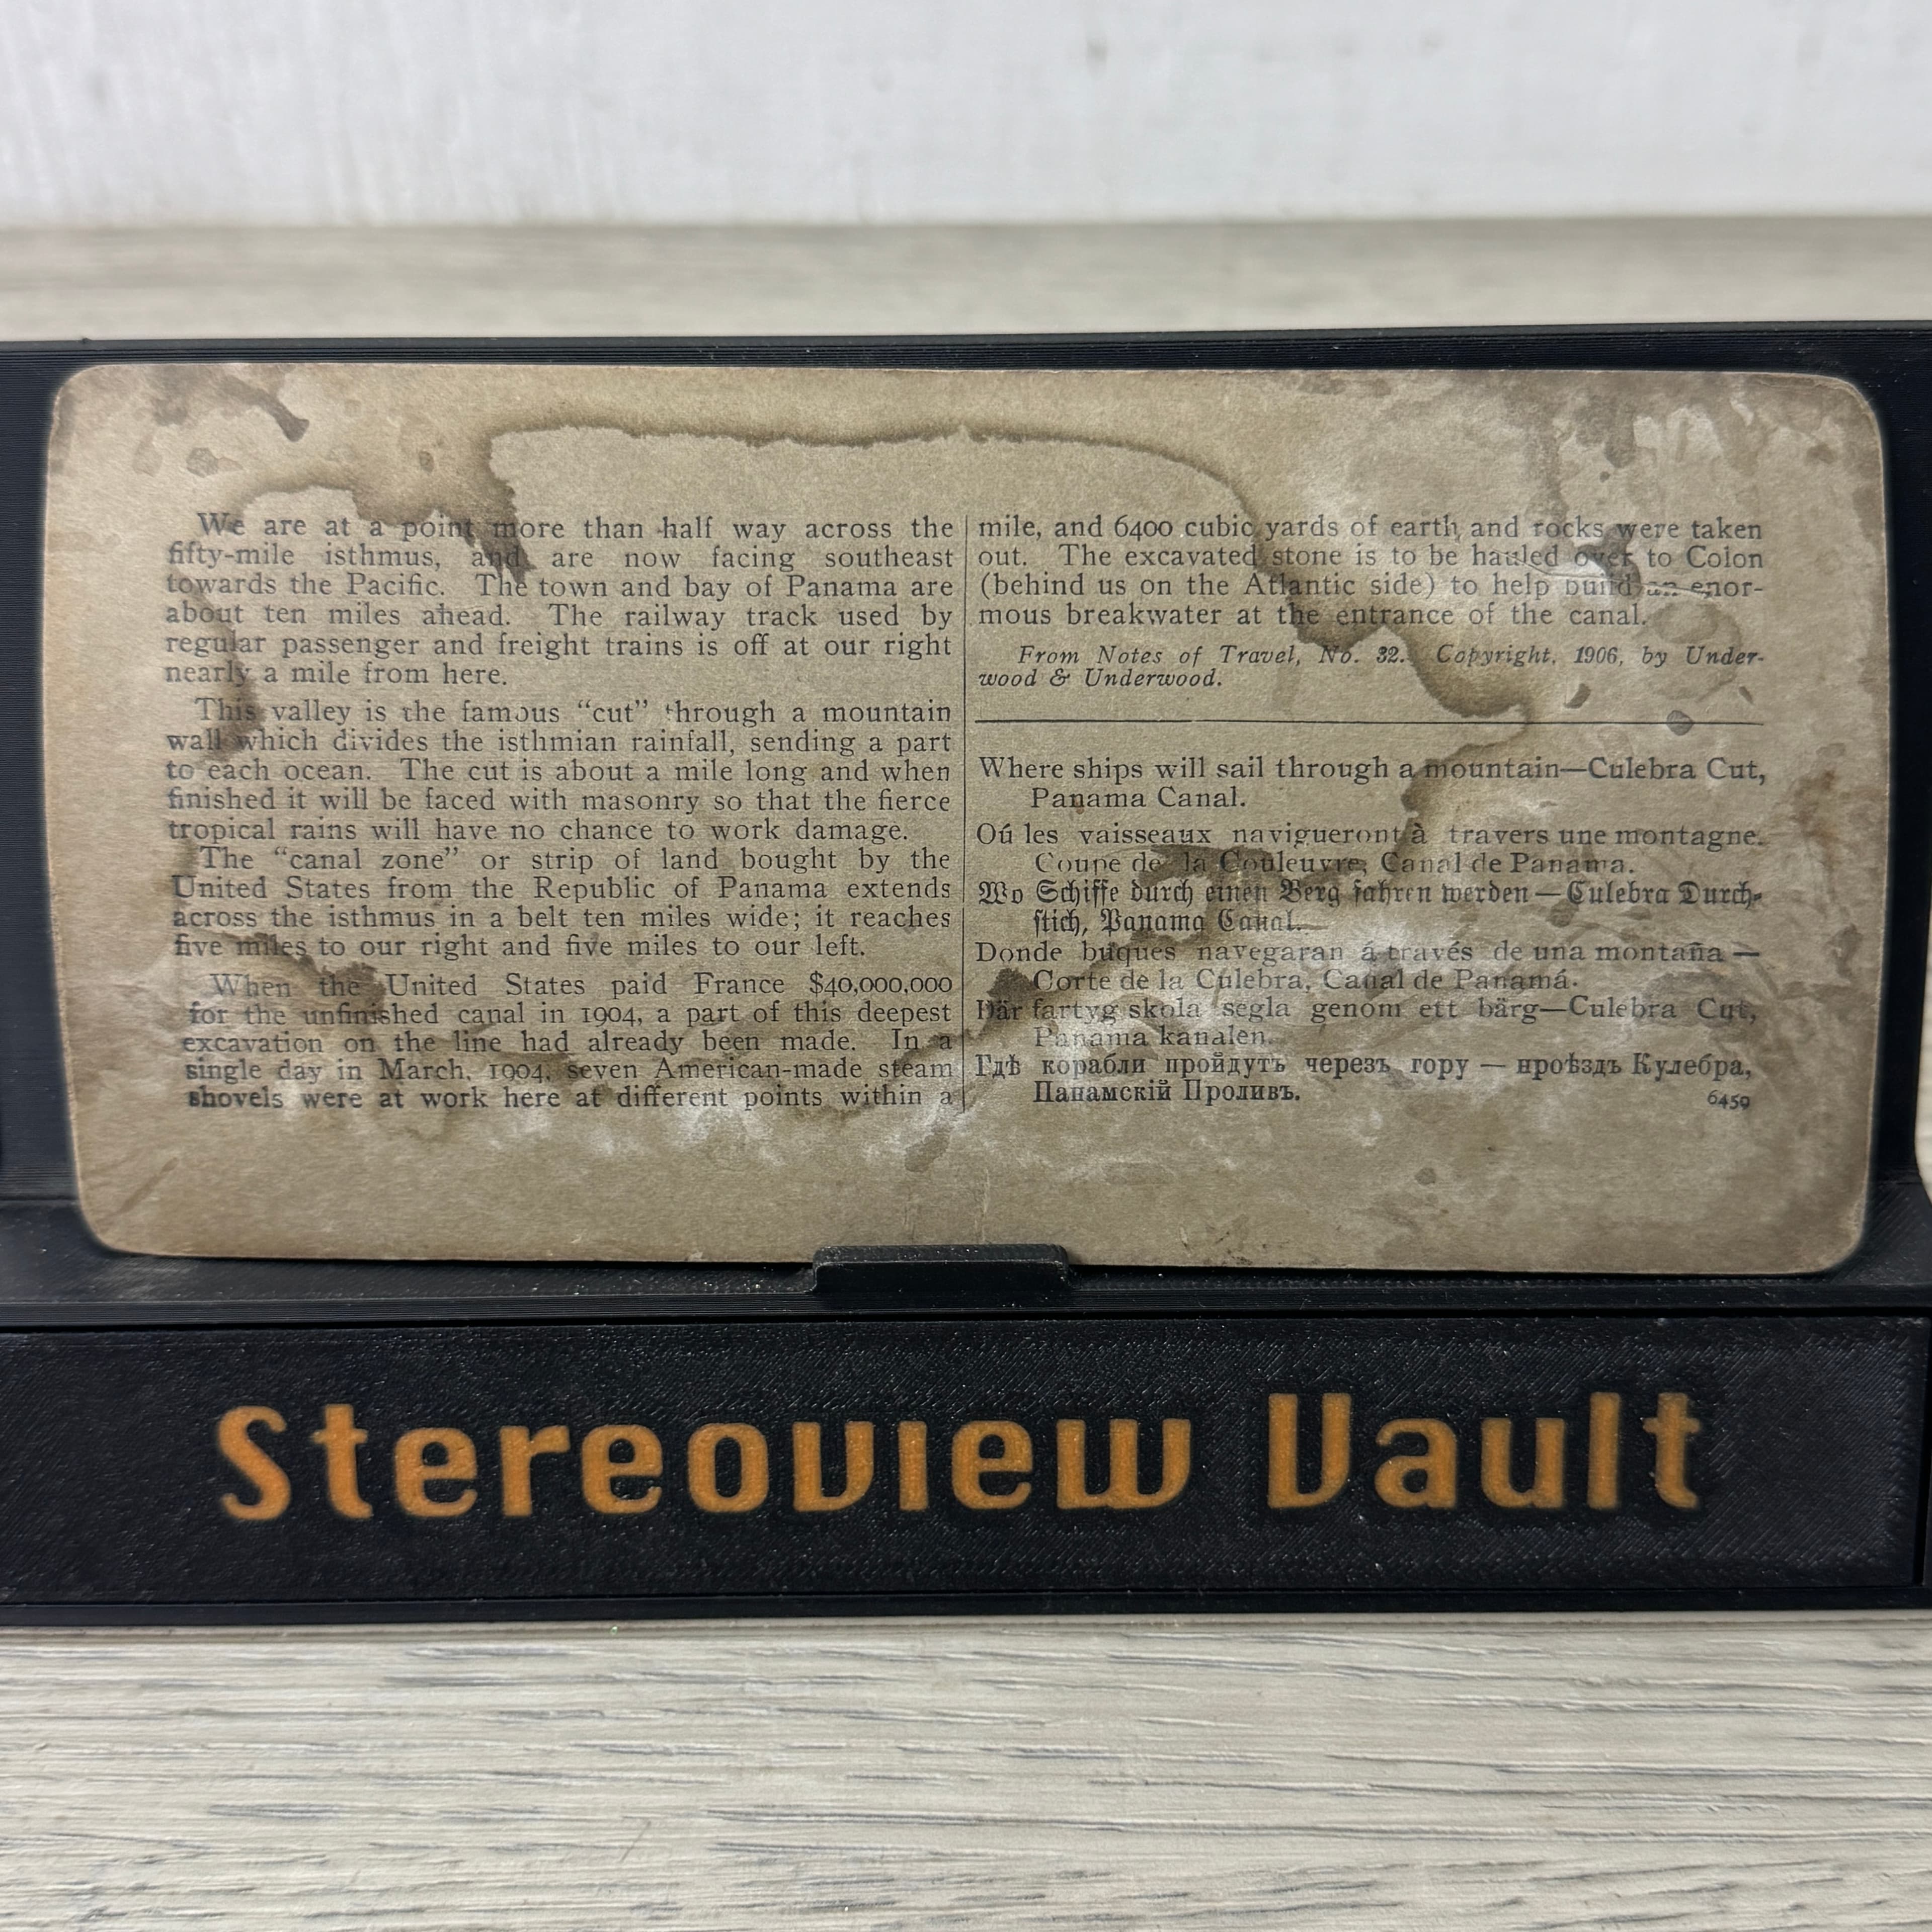 We are at a point more than half way across the
fifty-mile isthmus, and are now facing southeast
towards the Pacific. The town and bay of Panama are
about ten miles ahead. The railway track used by
regular passenger and freight trains is off at our right
nearly a mile from here.
This valley is the famous “cut” through a mountain
wall which divides the isthmian rainfall, sending a part
to each ocean. The cut is about a mile long and when
finished it will be faced with masonry so that the fierce
tropical rains will have no chance to work damage.
The “canal zone” or strip of land bought by the
United States from the Republic of Panama extends
across the isthmus in a belt ten miles wide; it reaches
five miles to our right and five miles to our left.
When the United States paid France $40,000,000
for the unfinished canal in 1904, a part of this deepest
excavation on the line had already been made. In a
single day in March, 1904, seven American-made steam
shovels were at work here at different points within a
mile, and 6400 cubic yards of earth and rocks were taken
out. The excavated stone is to be hauled over to Colon
(behind us on the Atlantic side) to help build an enor-
mous breakwater at the entrance of the canal.
From Notes of Travel, No. 32. Copyright, 1906, by Under-
wood & Underwood.
Where ships will sail through a mountain—Culebra Cut,
Panama Canal.
Oú les vaisseaux navigueront à travers une montagne.
Coupe de la Couleuvre, Canal de Panama.
Wo Schiffe durch einen Berg fahren werden—Culebra Durch-
stich, Panama Canal.
Donde buques navegaran á través de una montaña—
Corte de la Culebra, Canal de Panamá.
Där fartyg skola segla genom ett bärg—Culebra Cut,
Panama kanalen.
Гдѣ корабли пройдутъ черезъ гору — нроѣздъ Кулебра,
Панамскій Проливъ.
6459
Stereoview Vault